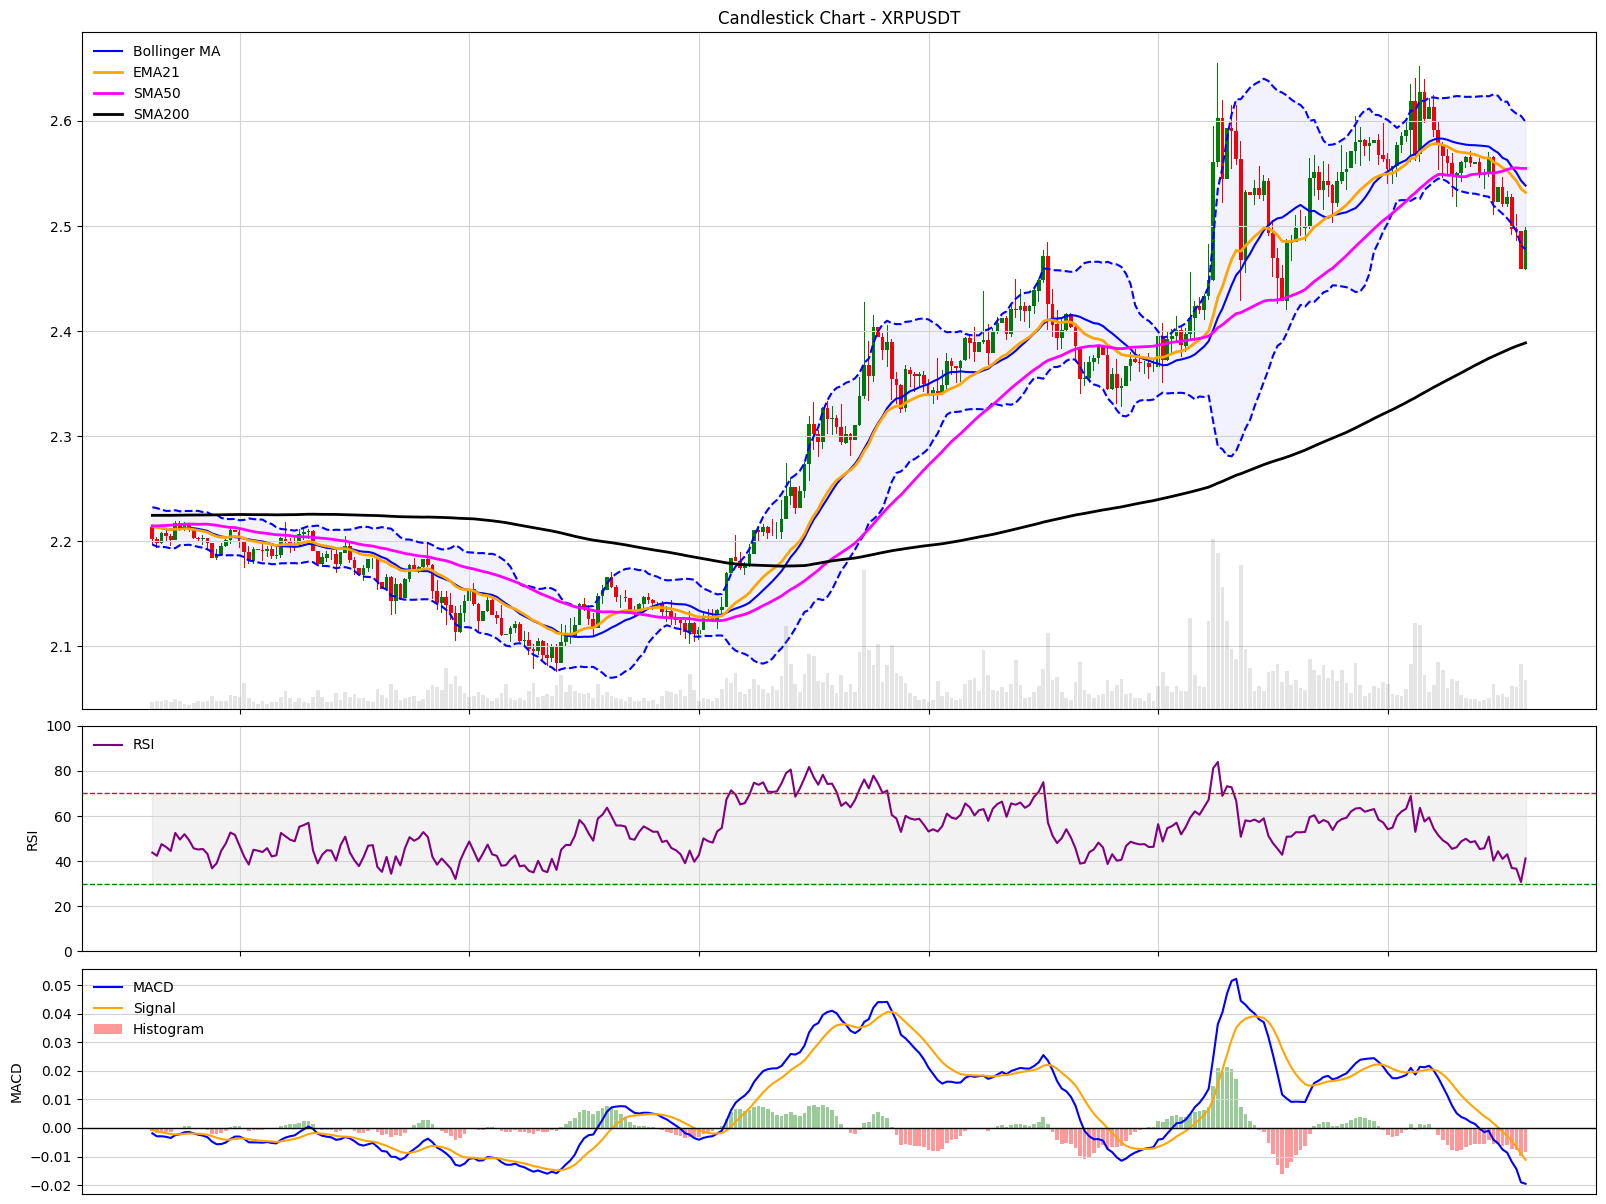 Candlestick Chart - XRPUSDT
Bollinger MA
EMA21
SMA50
SMA200
2.6
2.5
2.4
2.3
2.2
2.1
RSI
100
80
60
40
20
0
RSI
MACD
Signal
Histogram
0.05
0.04
0.03
0.02
0.01
0.00
−0.01
−0.02
MACD